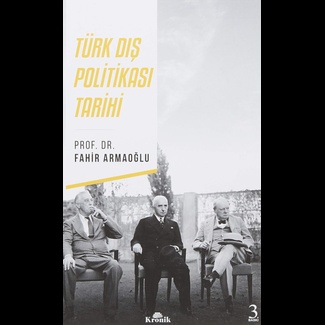 TÜRK DIŞ
POLİTİKASI
TARİHİ
PROF. DR.
FAHİR ARMAOĞLU
Kronik
3